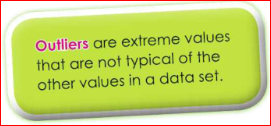 Outliers are extreme values
that are not typical of the
other values in a data set.